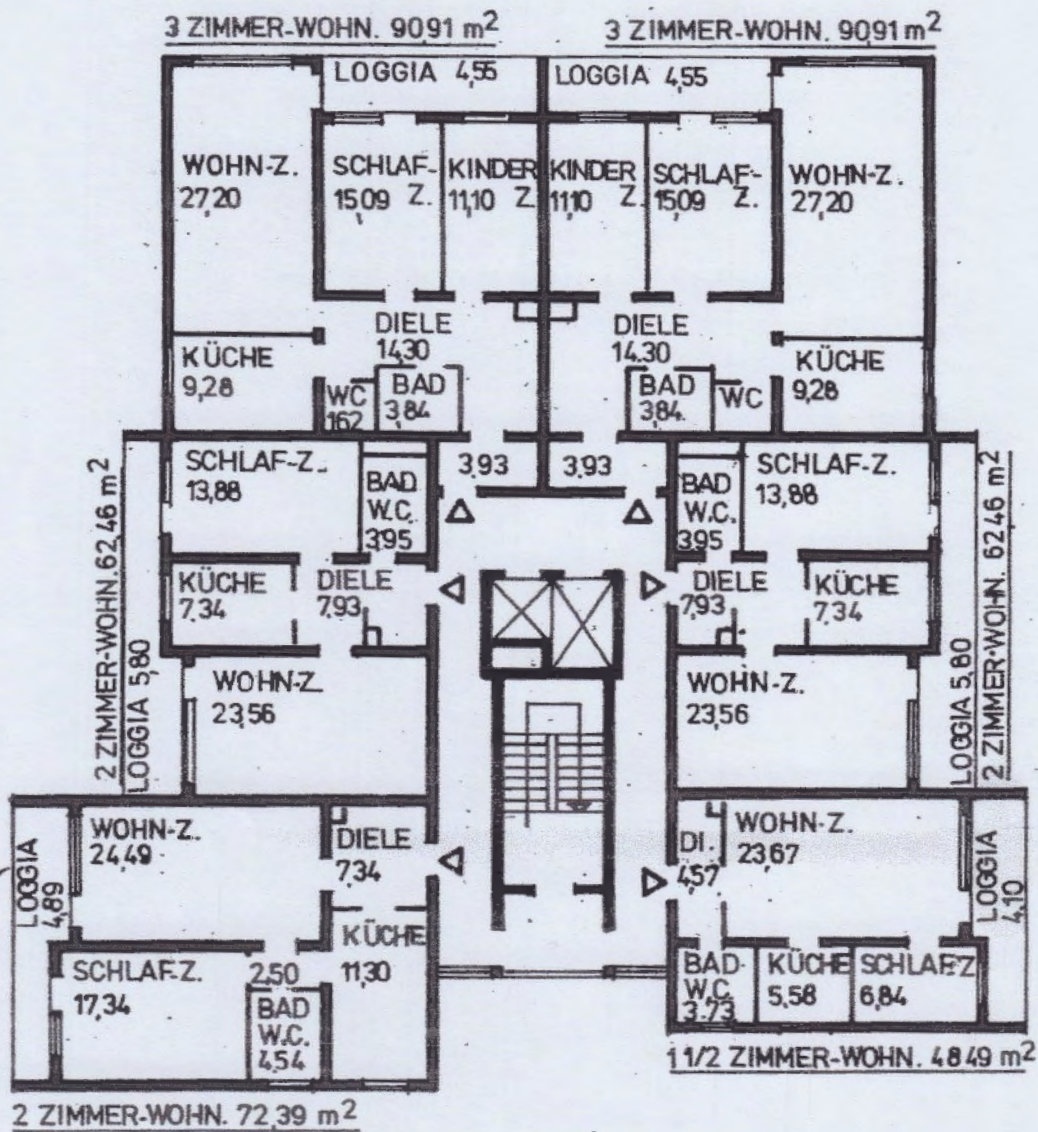 3 ZIMMER-WOHN. 90,91 m²
3 ZIMMER-WOHN. 90,91 m²
LOGGIA 4,55
LOGGIA 4,55
WOHN-Z.
27,20
SCHLAF-Z.
15,09
KINDER Z.
11,10
KINDER Z.
11,10
SCHLAF-Z.
15,09
WOHN-Z.
27,20
DIELE
14.30
DIELE
14.30
KÜCHE
9,28
WC
1,62
BAD
3,84
BAD
3,84
WC
KÜCHE
9,28
3,93
3,93
2 ZIMMER-WOHN. 62,46 m²
LOGGIA 5,80
SCHLAF-Z.
13,88
BAD
W.C.
3,95
KÜCHE
7,34
DIELE
7,93
WOHN-Z.
23,56
BAD
W.C.
3,95
SCHLAF-Z.
13,88
DIELE
7,93
KÜCHE
7,34
WOHN-Z.
23,56
LOGGIA 5,80
2 ZIMMER-WOHN. 62,46 m²
LOGGIA
4,89
WOHN-Z.
24,49
DIELE
7,34
SCHLAF-Z.
17,34
2,50
BAD
W.C.
4,54
KÜCHE
11,30
DI.
4,57
WOHN-Z.
23,67
LOGGIA
4,10
BAD-
W.C.
3,73
KÜCHE
5,58
SCHLAF-Z
6,84
1 1/2 ZIMMER-WOHN. 48,49 m²
2 ZIMMER-WOHN. 72,39 m²